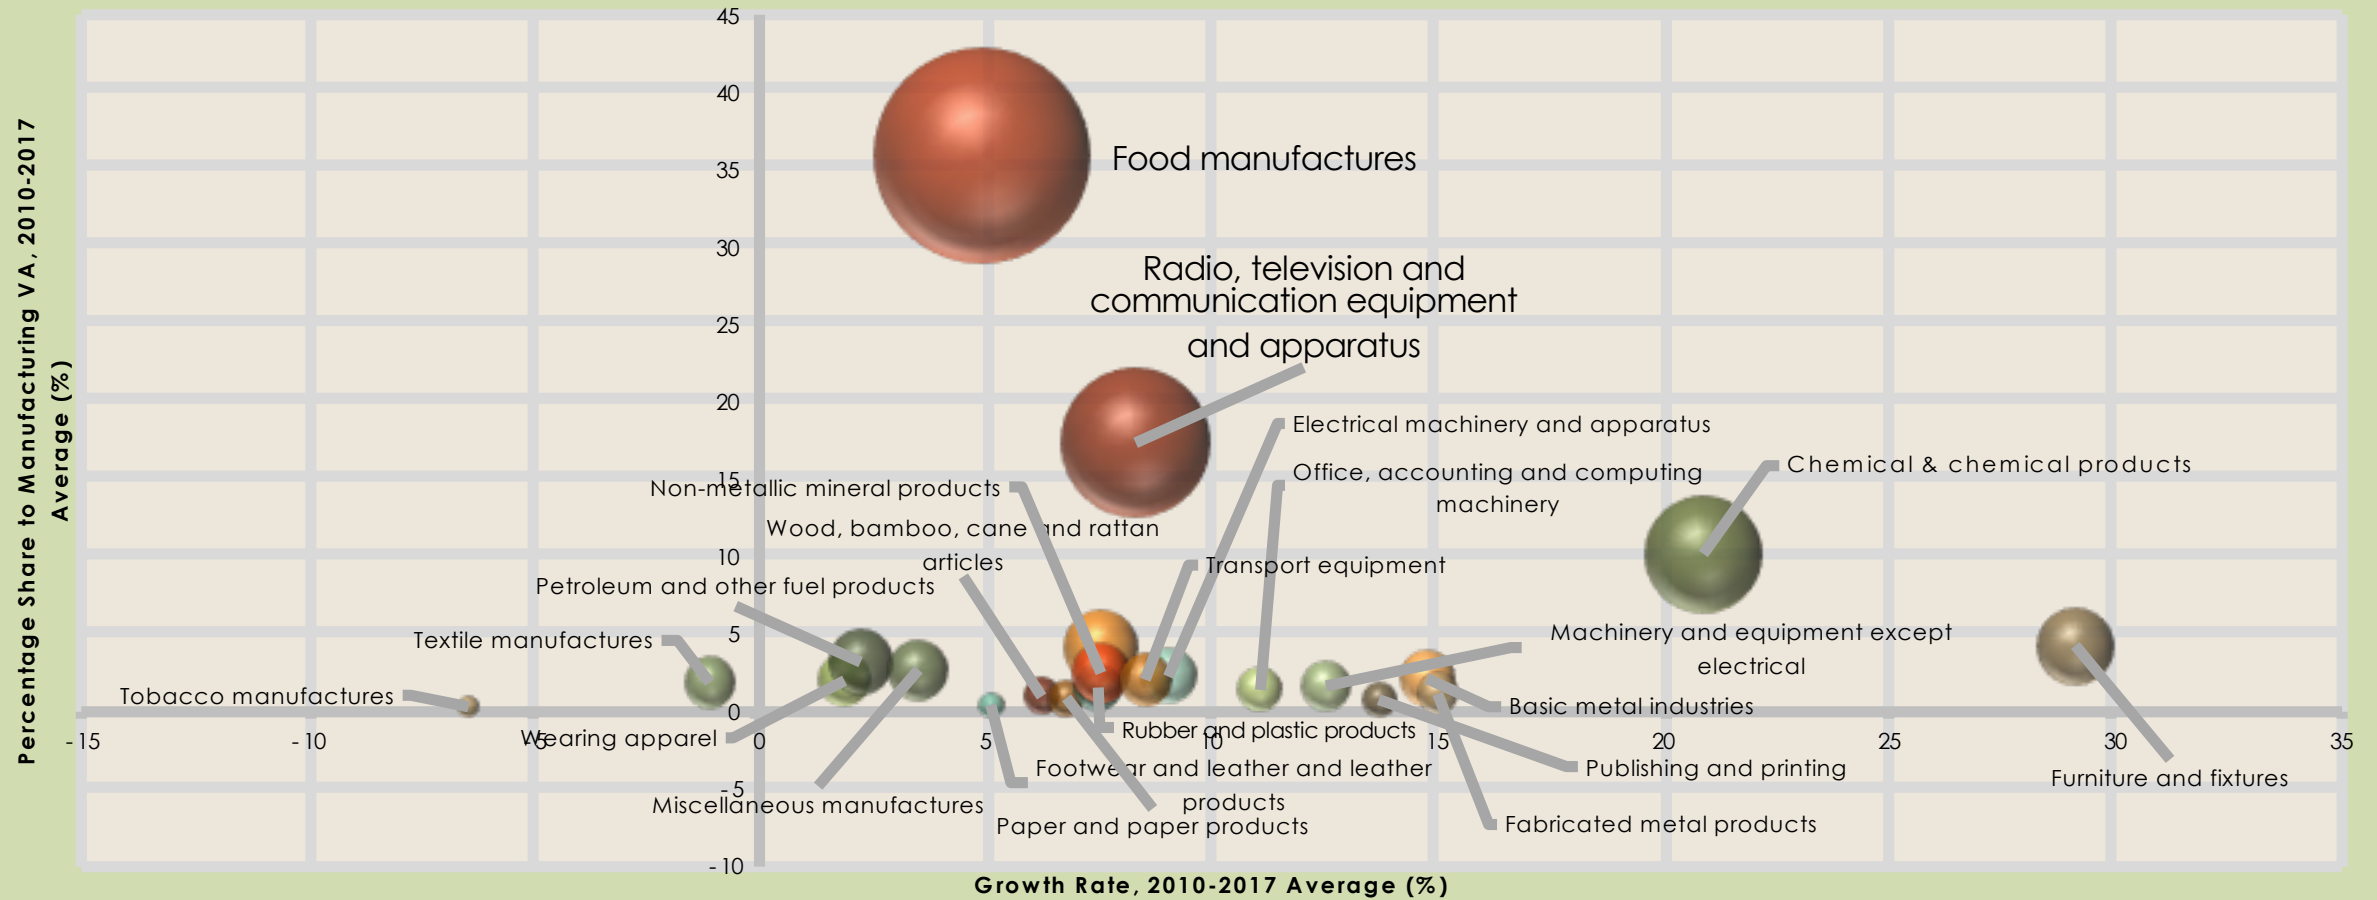 45
40
35
30
25
20
15
10
5
0
- 5
- 10
Percentage Share to Manufacturing VA, 2010-2017
Average (%)
Food manufactures
Radio, television and
communication equipment
and apparatus
Electrical machinery and apparatus
Office, accounting and computing
machinery
Chemical & chemical products
Non-metallic mineral products
Wood, bamboo, cane and rattan
articles
Transport equipment
Petroleum and other fuel products
Textile manufactures
Machinery and equipment except
electrical
Tobacco manufactures
Basic metal industries
Wearing apparel
Rubber and plastic products
Footwear and leather and leather
products
Publishing and printing
Furniture and fixtures
Miscellaneous manufactures
Paper and paper products
Fabricated metal products
- 15 - 10 -5 0 5 10 15 20 25 30 35
Growth Rate, 2010-2017 Average (%)